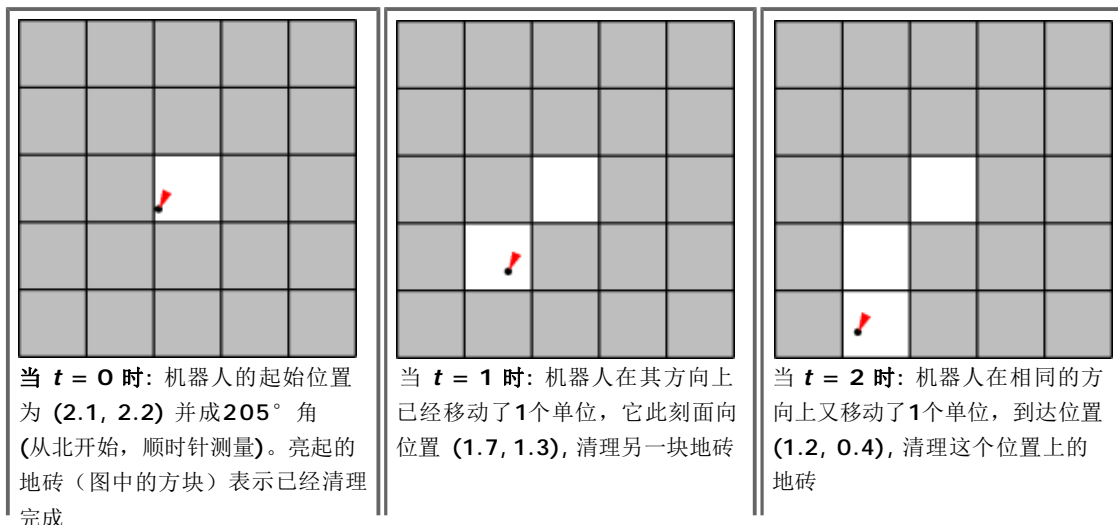 当 t = 0 时: 机器人的起始位置
为 (2.1, 2.2) 并成205° 角
(从北开始，顺时针测量)。亮起的
地砖（图中的方块）表示已经清理
完成
当 t = 1 时: 机器人在其方向上
已经移动了1个单位，它此刻面向
位置 (1.7, 1.3), 清理另一块地砖
当 t = 2 时: 机器人在相同的方
向上又移动了1个单位，到达位置
(1.2, 0.4), 清理这个位置上的
地砖